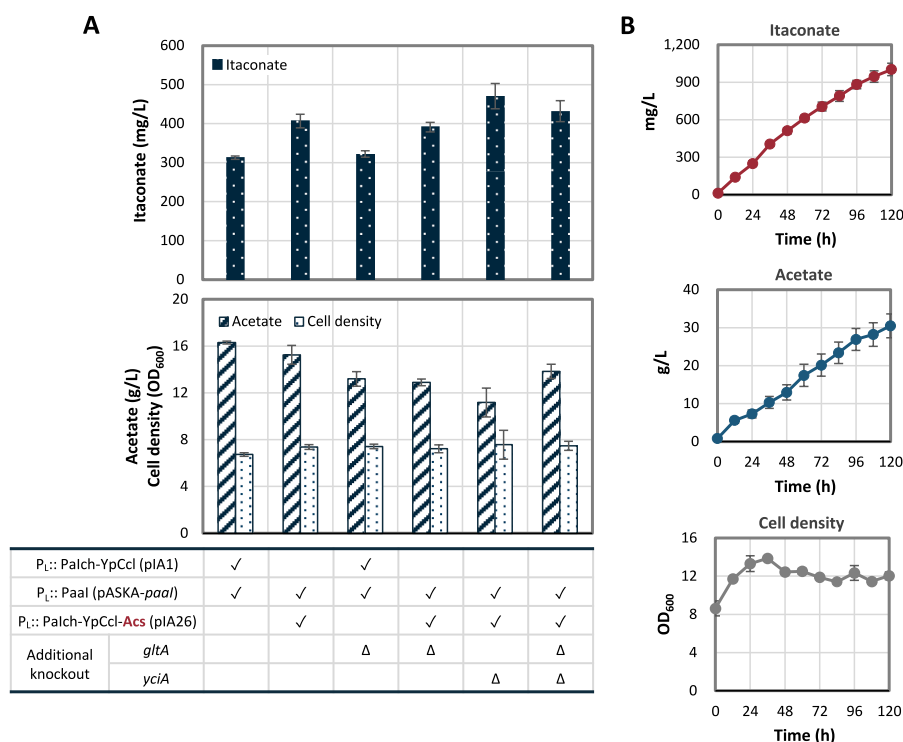 A
600
500
400
300
200
100
0
Itaconate (mg/L)
Itaconate
20
16
12
8
4
0
Acetate (g/L)
Cell density (OD600)
Acetate Cell density
PL:: PaIch-YpCcl (pIA1) ✓ ✓
PL:: PaaI (pASKA-paaI) ✓ ✓ ✓ ✓ ✓ ✓
PL:: PaIch-YpCcl-Acs (pIA26) ✓ ✓ ✓ ✓
Additional knockout
gltA Δ Δ Δ
yciA Δ Δ
B
Itaconate
1,200
900
600
300
0
mg/L
0 24 48 72 96 120
Time (h)
Acetate
40
30
20
10
0
g/L
0 24 48 72 96 120
Time (h)
Cell density
16
12
8
4
0
OD600
0 24 48 72 96 120
Time (h)